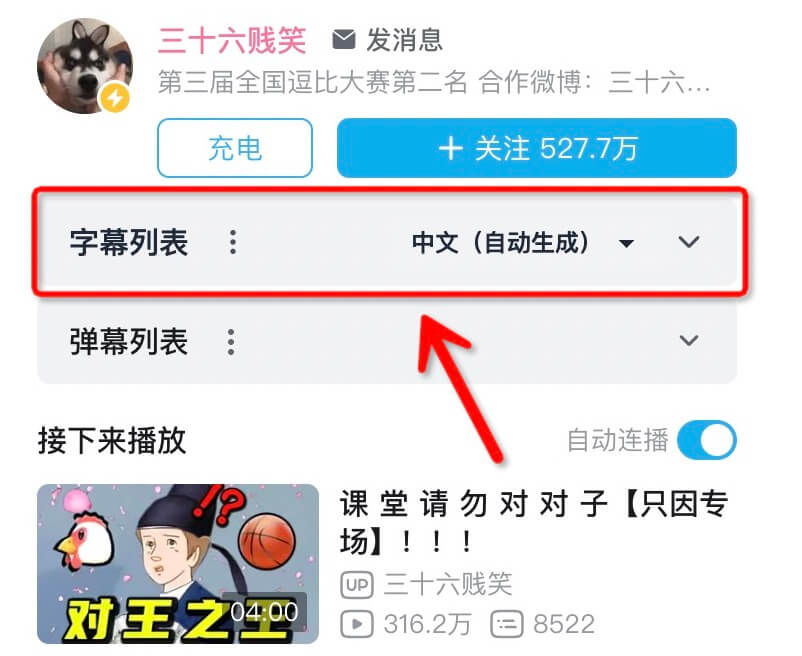 三十六贱笑 发消息
第三届全国逗比大赛第二名 合作微博：三十六...
充电 + 关注 527.7万
字幕列表 中文（自动生成）
弹幕列表
接下来播放 自动连播
!?
对王之王
04:00
课 堂 请 勿 对 对 子【只因专
场】！！！
UP 三十六贱笑
316.2万 8522